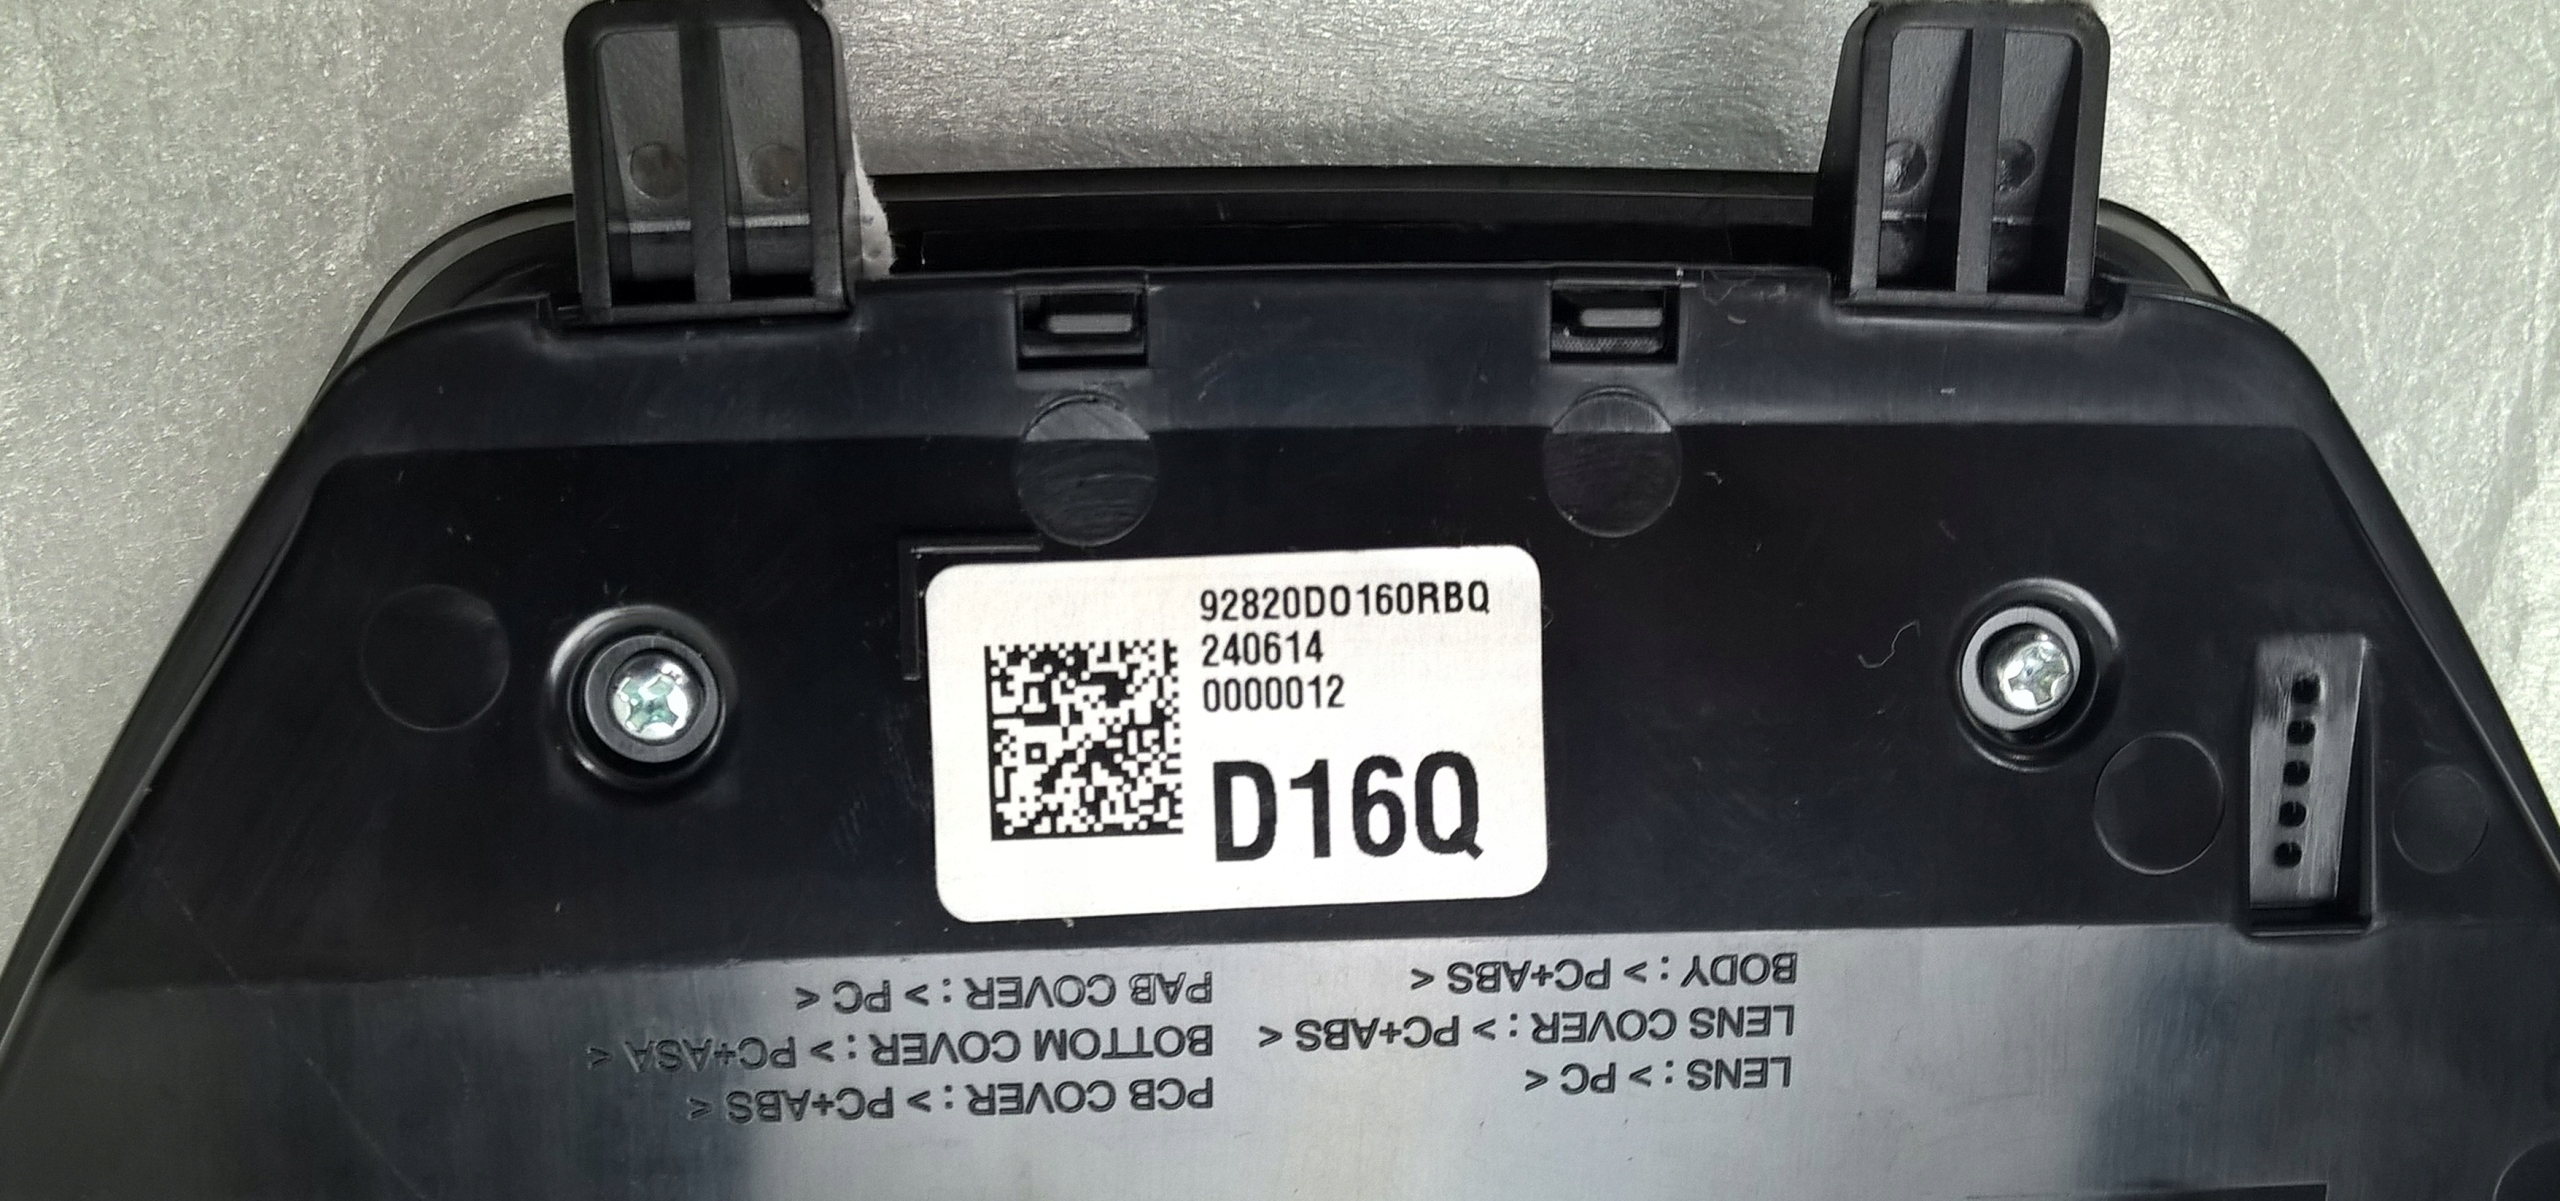 92820DO160RBQ
240614
0000012
D16Q
LENS : > PC <
LENS COVER : > PC+ABS <
BODY : > PC+ABS <
PCB COVER : > PC+ABS <
BOTTOM COVER : > PC+ASA <
PAB COVER : > PC <